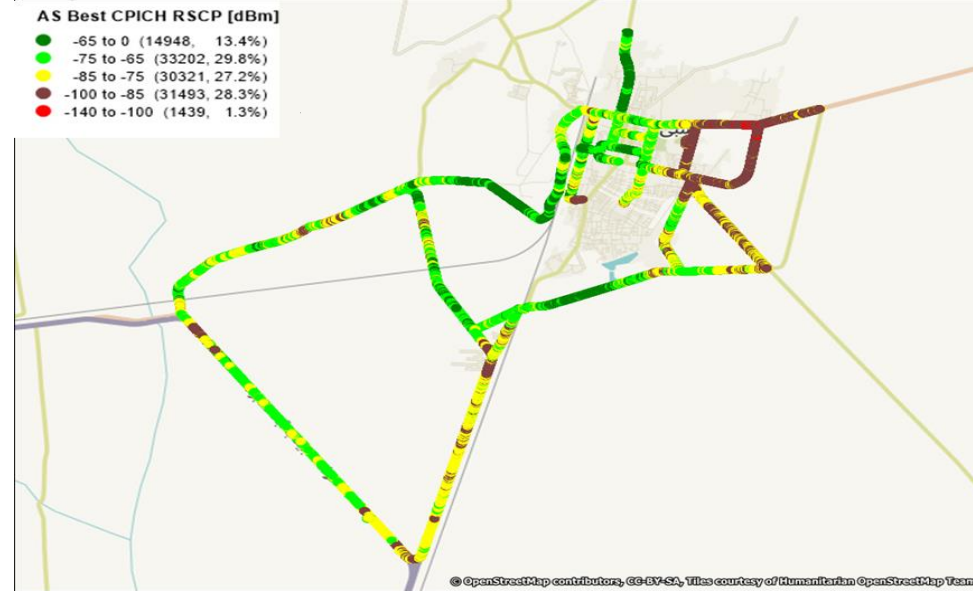 AS Best CPICH RSCP [dBm]
-65 to 0 (14948, 13.4%)
-75 to -65 (33202, 29.8%)
-85 to -75 (30321, 27.2%)
-100 to -85 (31493, 28.3%)
-140 to -100 (1439, 1.3%)
© OpenStreetMap contributors, CC-BY-SA, Tiles courtesy of Humanitarian OpenStreetMap Team